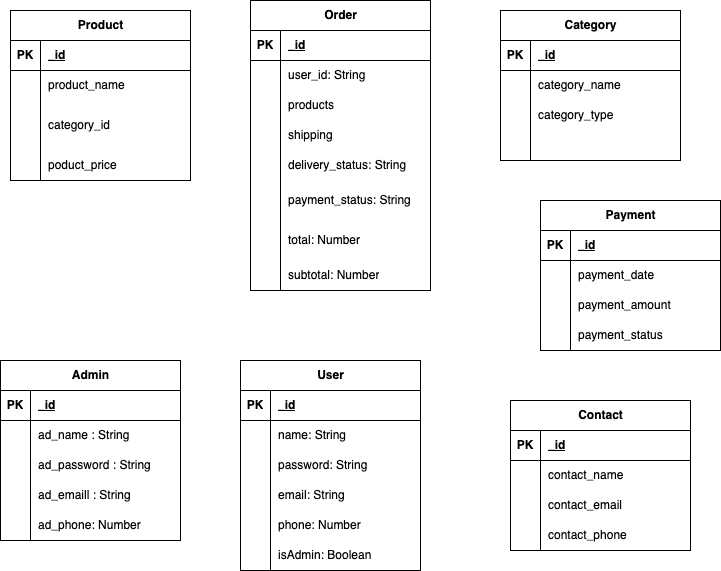 Product
PK _id
product_name
category_id
poduct_price
Order
PK _id
user_id: String
products
shipping
delivery_status: String
payment_status: String
total: Number
subtotal: Number
Category
PK _id
category_name
category_type
Payment
PK _id
payment_date
payment_amount
payment_status
Admin
PK _id
ad_name : String
ad_password : String
ad_emaill : String
ad_phone: Number
User
PK _id
name: String
password: String
email: String
phone: Number
isAdmin: Boolean
Contact
PK _id
contact_name
contact_email
contact_phone